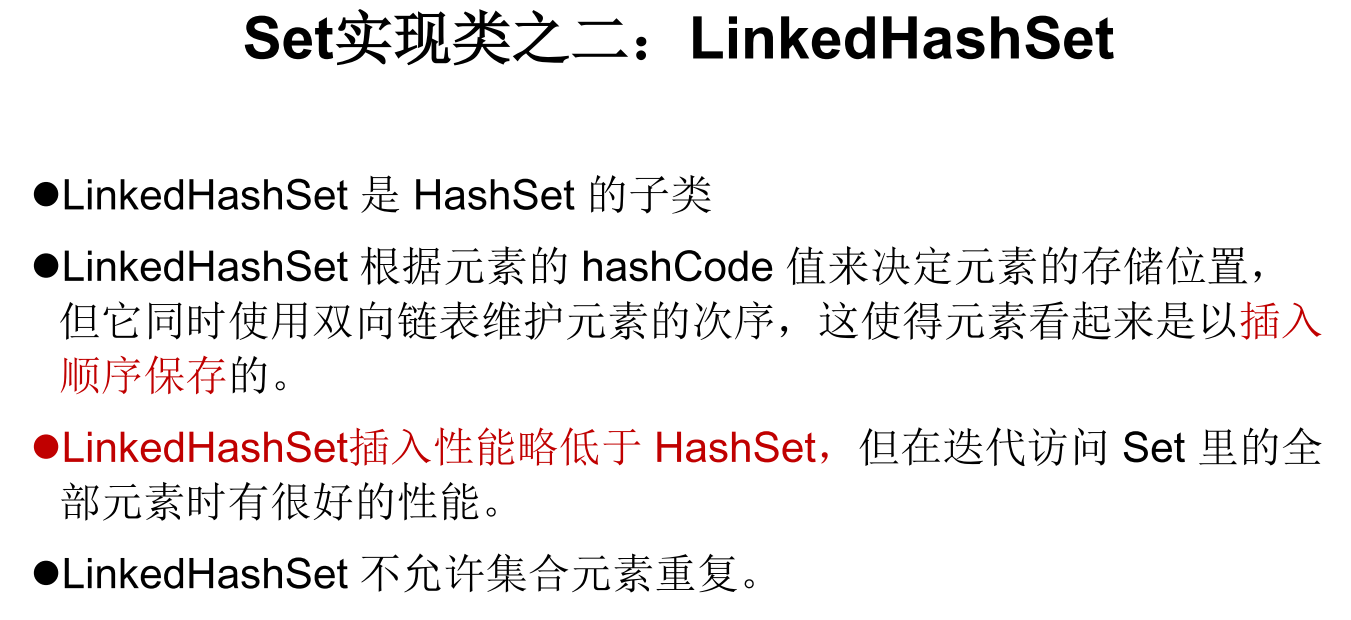 Set实现类之二：LinkedHashSet
●LinkedHashSet 是 HashSet 的子类
●LinkedHashSet 根据元素的 hashCode 值来决定元素的存储位置，
但它同时使用双向链表维护元素的次序，这使得元素看起来是以插入
顺序保存的。
●LinkedHashSet插入性能略低于 HashSet，但在迭代访问 Set 里的全
部元素时有很好的性能。
●LinkedHashSet 不允许集合元素重复。